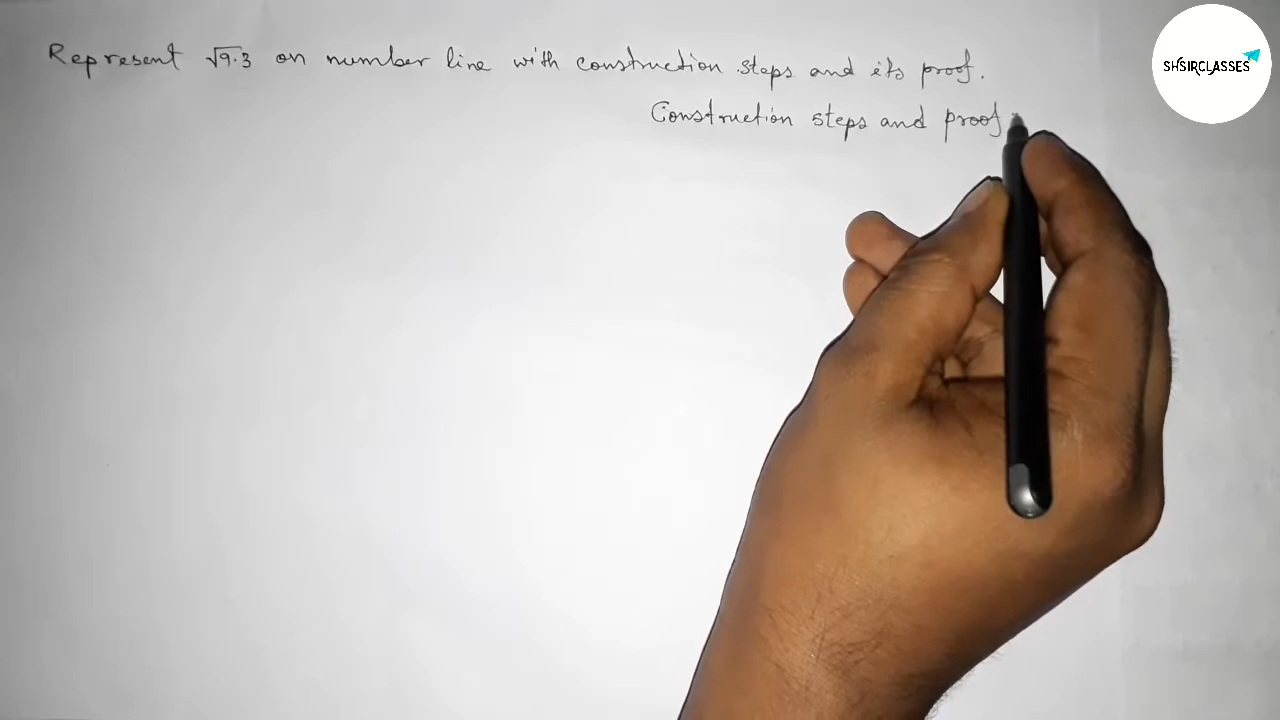 Represent √9.3 on number line with construction steps and its proof.
Construction steps and proof
SHSIRCLASSES